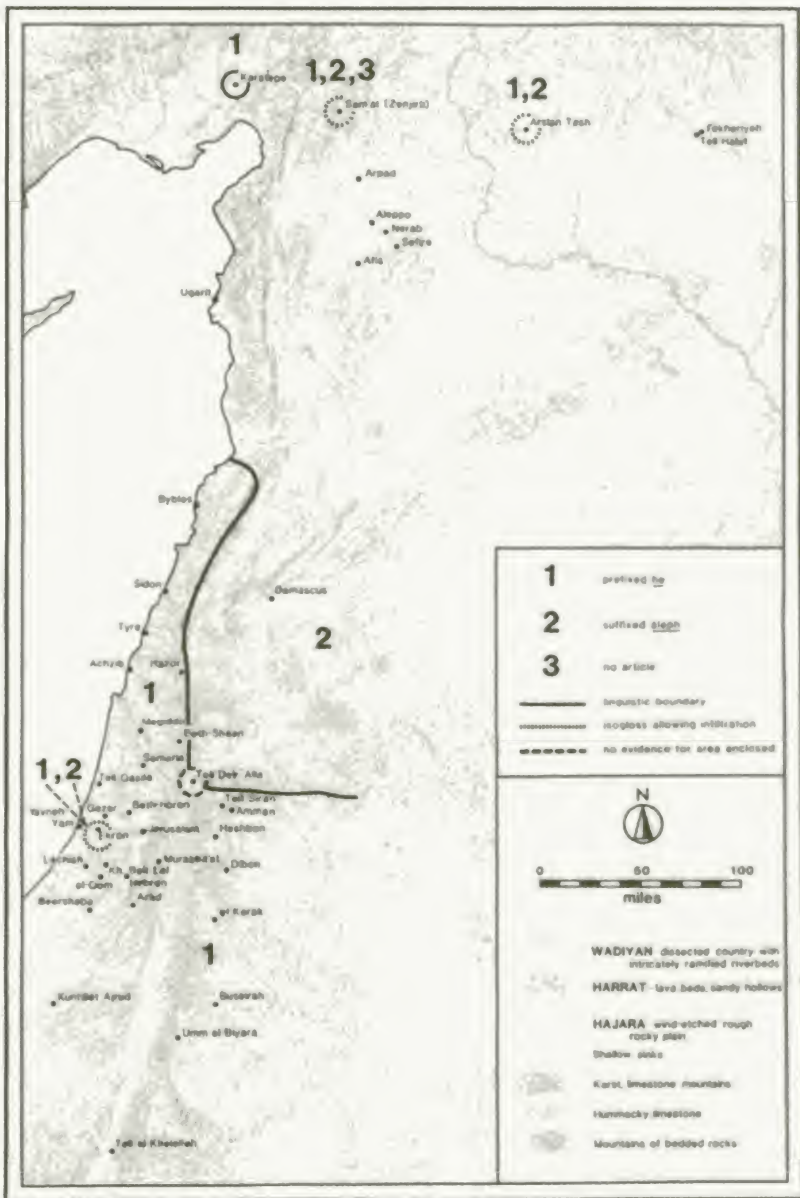 1
Karatepe
1,2,3
Sam'al (Zenjirli)
1,2
Arslan Tash
Tell Halaf
Arpad
Aleppo
Nerab
Sefire
Afis
Ugarit
Byblos
Sidon
Damascus
Tyre
2
Achzib
Hazor
1
Megiddo
Beth-Shean
Samaria
Tell Deir Alla
1,2
Tell Qasile
Tell Siran
Yavneh
Yam
Gezer
Beth-horon
Amman
Ekron
Jerusalem
Heshbon
Lachish
Murabba'at
Kh.
Beit Lei
Dibon
el-Qom
Hebron
Beersheba
Arad
el Kerak
1
Kuntillet Ajrud
Buseirah
Umm el Biyara
Tell el Kheleifeh
1 prefixed he
2 suffixed aleph
3 no article
linguistic boundary
isogloss allowing infiltration
no evidence for area enclosed
N
0 50 100
miles
WADIYAN dissected country with
intricately ramified riverbeds
HARRAT - lava beds, sandy hollows
HAJARA wind-etched rough
rocky plain
Shallow sinks
Karst, limestone mountains
Hummocky limestone
Mountains of bedded rocks